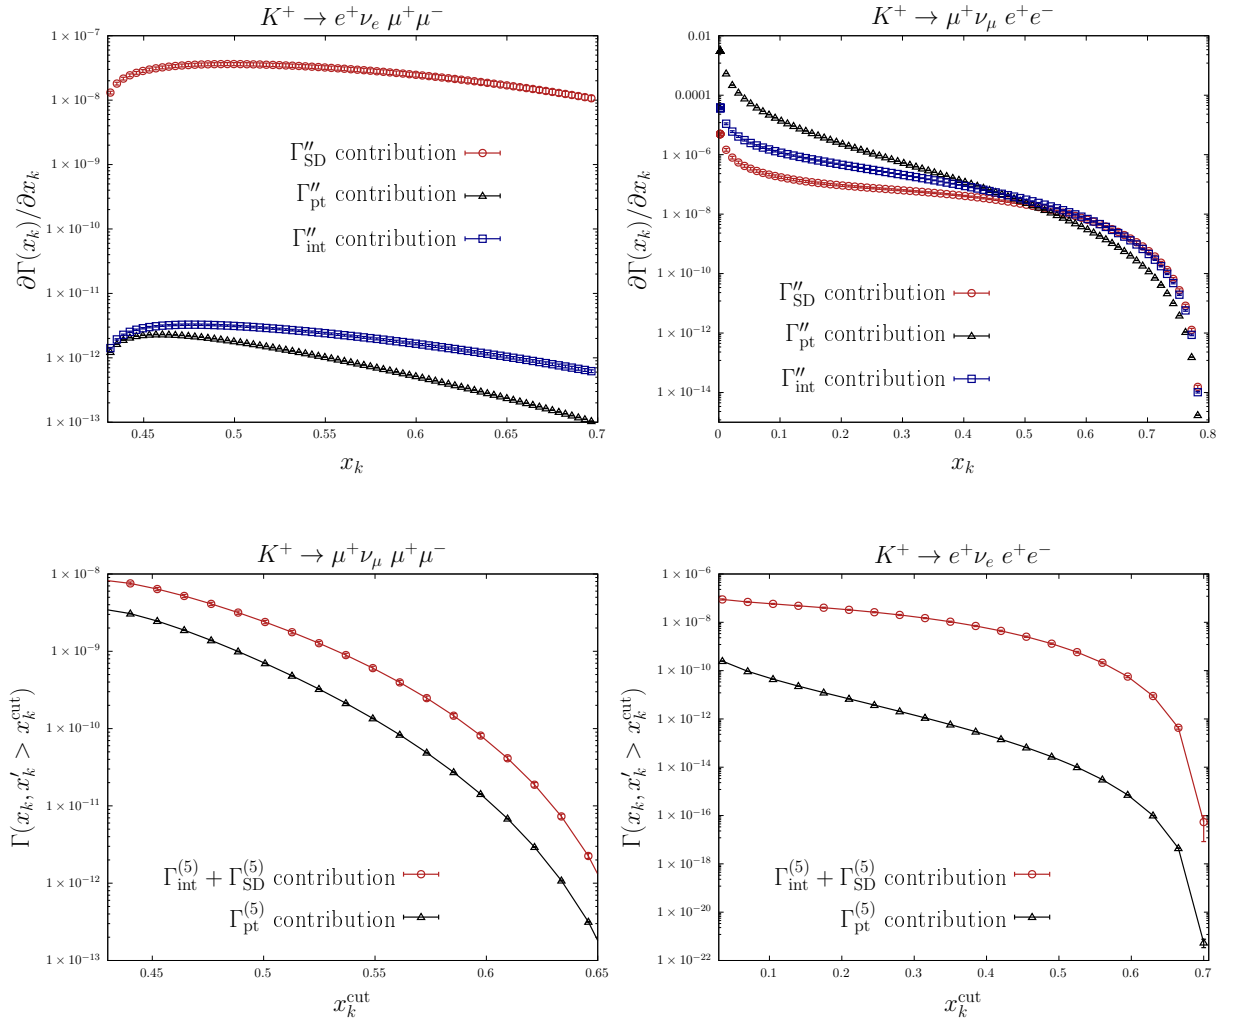 K⁺ → e⁺ν_e μ⁺μ⁻
1 × 10⁻⁷
1 × 10⁻⁸
1 × 10⁻⁹
1 × 10⁻¹⁰
1 × 10⁻¹¹
1 × 10⁻¹²
1 × 10⁻¹³
∂Γ(x_k)/∂x_k
Γ″_SD contribution
Γ″_pt contribution
Γ″_int contribution
0.45 0.5 0.55 0.6 0.65 0.7
x_k
K⁺ → μ⁺ν_μ e⁺e⁻
0.01
0.0001
1 × 10⁻⁶
1 × 10⁻⁸
1 × 10⁻¹⁰
1 × 10⁻¹²
1 × 10⁻¹⁴
∂Γ(x_k)/∂x_k
Γ″_SD contribution
Γ″_pt contribution
Γ″_int contribution
0 0.1 0.2 0.3 0.4 0.5 0.6 0.7 0.8
x_k
K⁺ → μ⁺ν_μ μ⁺μ⁻
1 × 10⁻⁸
1 × 10⁻⁹
1 × 10⁻¹⁰
1 × 10⁻¹¹
1 × 10⁻¹²
1 × 10⁻¹³
Γ(x_k, x′_k > x_k^cut)
Γ_int^(5) + Γ_SD^(5) contribution
Γ_pt^(5) contribution
0.45 0.5 0.55 0.6 0.65
x_k^cut
K⁺ → e⁺ν_e e⁺e⁻
1 × 10⁻⁶
1 × 10⁻⁸
1 × 10⁻¹⁰
1 × 10⁻¹²
1 × 10⁻¹⁴
1 × 10⁻¹⁶
1 × 10⁻¹⁸
1 × 10⁻²⁰
1 × 10⁻²²
Γ(x_k, x′_k > x_k^cut)
Γ_int^(5) + Γ_SD^(5) contribution
Γ_pt^(5) contribution
0.1 0.2 0.3 0.4 0.5 0.6 0.7
x_k^cut